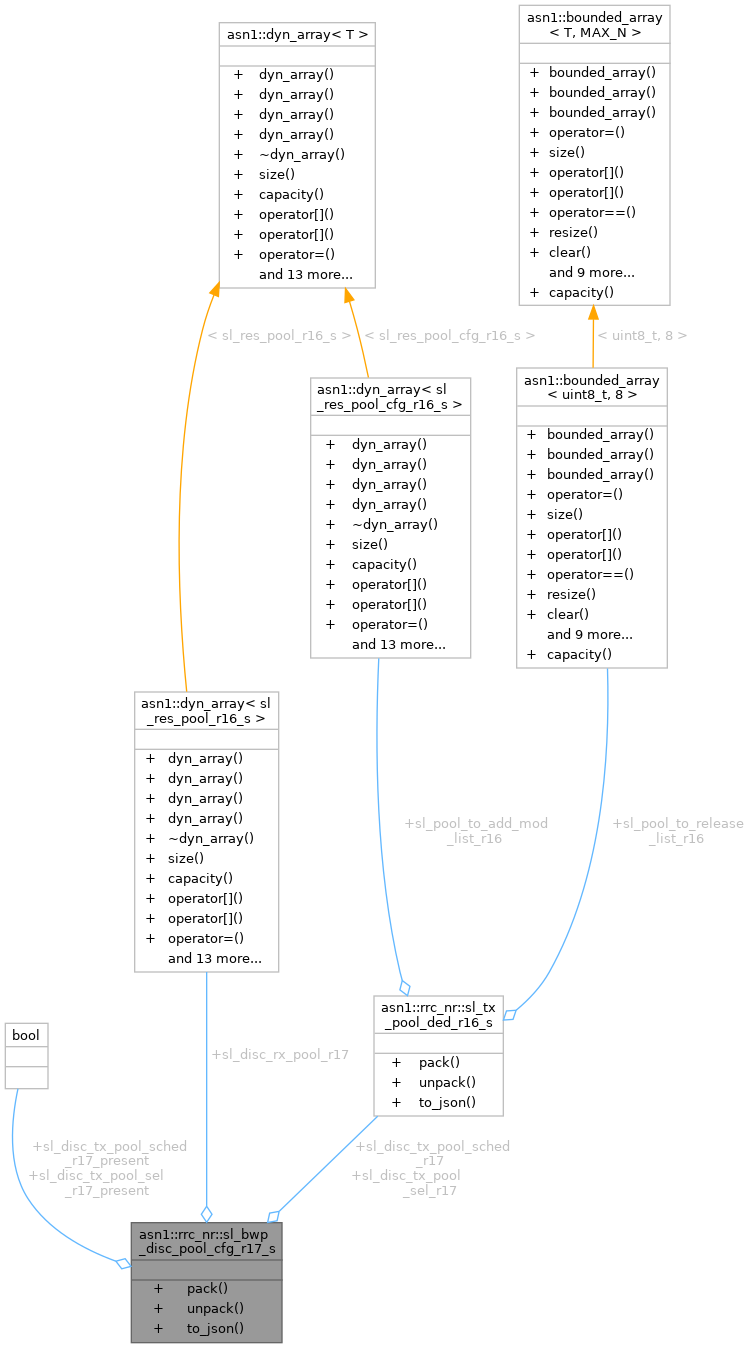 asn1::dyn_array< T >
+ dyn_array()
+ dyn_array()
+ dyn_array()
+ dyn_array()
+ ~dyn_array()
+ size()
+ capacity()
+ operator[]()
+ operator[]()
+ operator=()
and 13 more...
asn1::bounded_array
< T, MAX_N >
+ bounded_array()
+ bounded_array()
+ bounded_array()
+ operator=()
+ size()
+ operator[]()
+ operator[]()
+ operator==()
+ resize()
+ clear()
and 9 more...
+ capacity()
< sl_res_pool_r16_s >
< sl_res_pool_cfg_r16_s >
< uint8_t, 8 >
asn1::dyn_array< sl
_res_pool_cfg_r16_s >
+ dyn_array()
+ dyn_array()
+ dyn_array()
+ dyn_array()
+ ~dyn_array()
+ size()
+ capacity()
+ operator[]()
+ operator[]()
+ operator=()
and 13 more...
asn1::bounded_array
< uint8_t, 8 >
+ bounded_array()
+ bounded_array()
+ bounded_array()
+ operator=()
+ size()
+ operator[]()
+ operator[]()
+ operator==()
+ resize()
+ clear()
and 9 more...
+ capacity()
asn1::dyn_array< sl
_res_pool_r16_s >
+ dyn_array()
+ dyn_array()
+ dyn_array()
+ dyn_array()
+ ~dyn_array()
+ size()
+ capacity()
+ operator[]()
+ operator[]()
+ operator=()
and 13 more...
+sl_pool_to_add_mod
_list_r16
+sl_pool_to_release
_list_r16
asn1::rrc_nr::sl_tx
_pool_ded_r16_s
+ pack()
+ unpack()
+ to_json()
bool
+sl_disc_rx_pool_r17
+sl_disc_tx_pool_sched
_r17_present
+sl_disc_tx_pool_sel
_r17_present
+sl_disc_tx_pool_sched
_r17
+sl_disc_tx_pool
_sel_r17
asn1::rrc_nr::sl_bwp
_disc_pool_cfg_r17_s
+ pack()
+ unpack()
+ to_json()